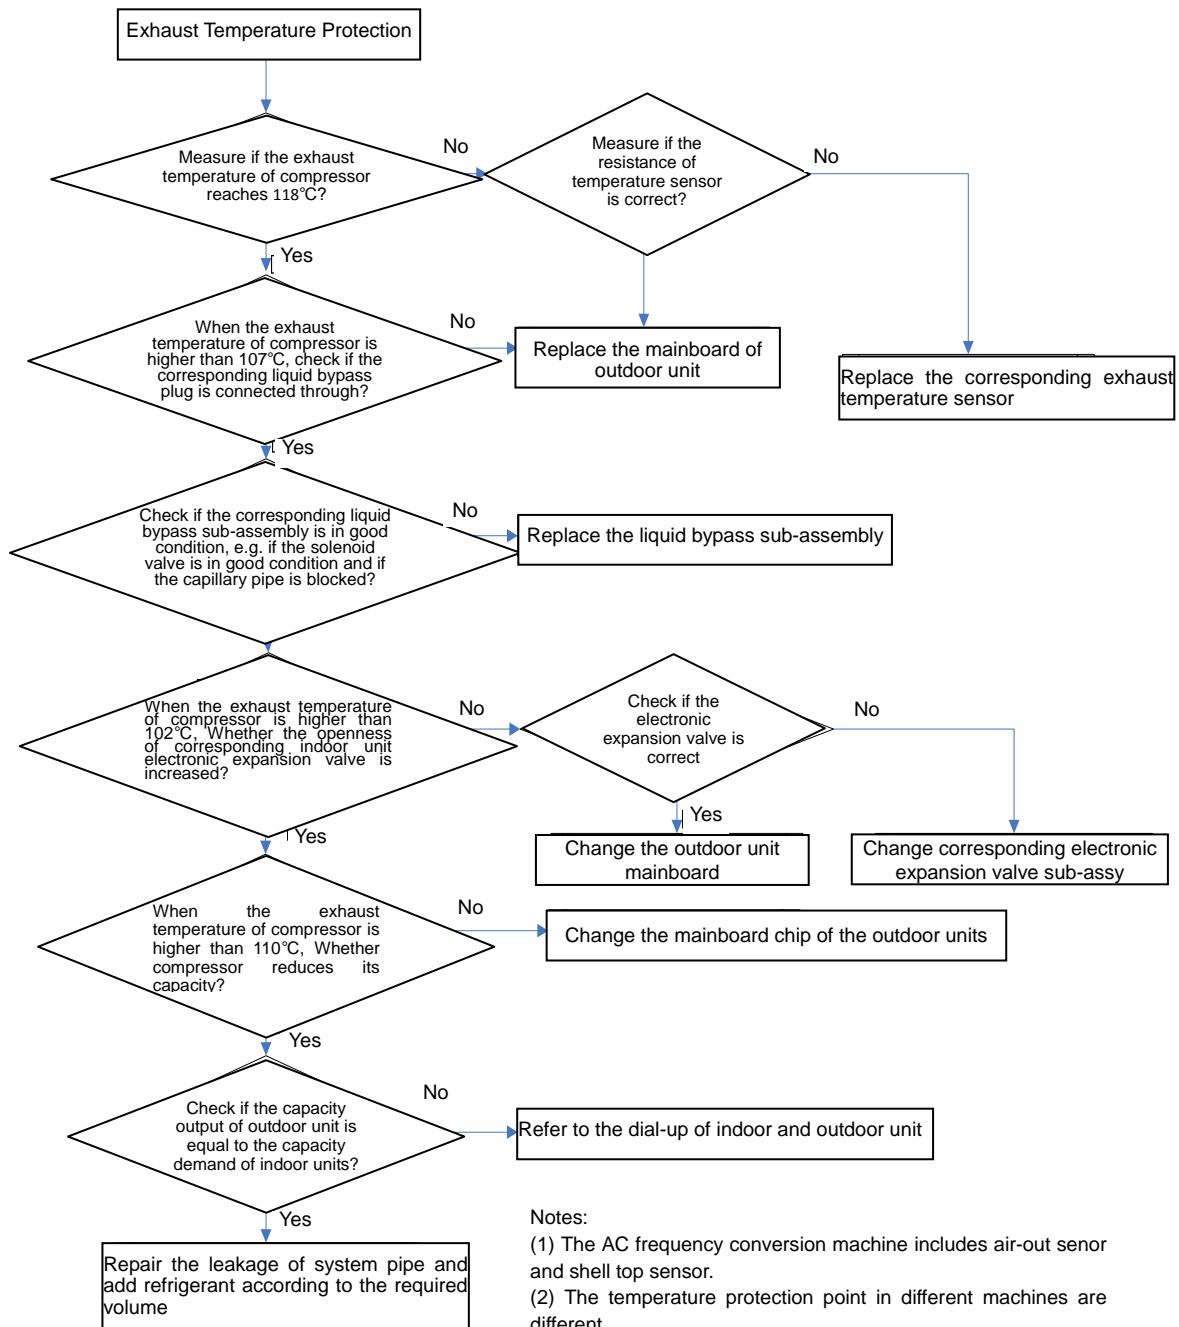 Exhaust Temperature Protection
Measure if the exhaust
temperature of compressor
reaches 118℃?
No
Measure if the
resistance of
temperature sensor
is correct?
No
Yes
When the exhaust
temperature of compressor is
higher than 107℃, check if the
corresponding liquid bypass
plug is connected through?
No
Replace the mainboard of
outdoor unit
Replace the corresponding exhaust
temperature sensor
Yes
Check if the corresponding liquid
bypass sub-assembly is in good
condition, e.g. if the solenoid
valve is in good condition and if
the capillary pipe is blocked?
No
Replace the liquid bypass sub-assembly
When the exhaust temperature
of compressor is higher than
102℃, Whether the openness
of corresponding indoor unit
electronic expansion valve is
increased?
No
Check if the
electronic
expansion valve is
correct
No
Yes
Yes
Change the outdoor unit
mainboard
Change corresponding electronic
expansion valve sub-assy
When the exhaust
temperature of compressor is
higher than 110℃, Whether
compressor reduces its
capacity?
No
Change the mainboard chip of the outdoor units
Yes
Check if the capacity
output of outdoor unit is
equal to the capacity
demand of indoor units?
No
Refer to the dial-up of indoor and outdoor unit
Yes
Repair the leakage of system pipe and
add refrigerant according to the required
volume
Notes:
(1) The AC frequency conversion machine includes air-out senor
and shell top sensor.
(2) The temperature protection point in different machines are
different